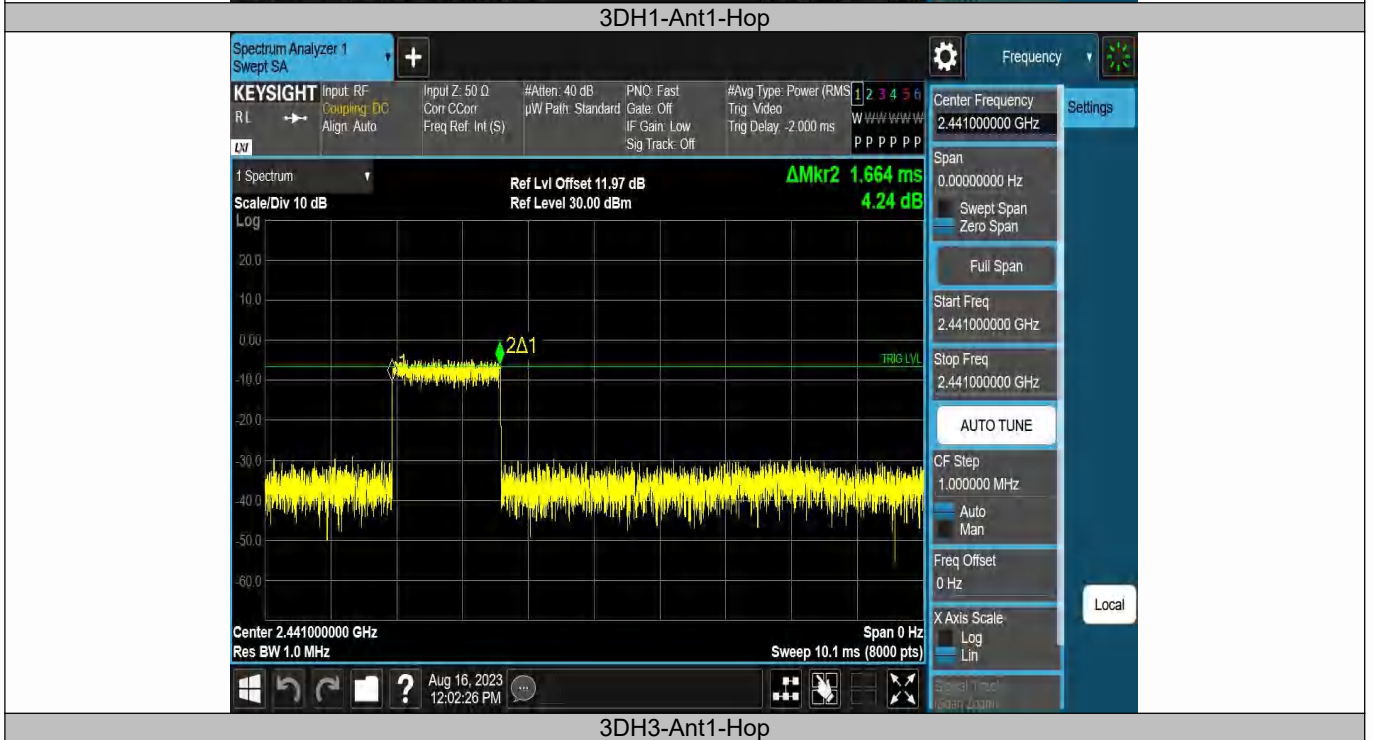 3DH1-Ant1-Hop
Spectrum Analyzer 1
Swept SA
+
Frequency
KEYSIGHT
RL
LXI
Input: RF
Coupling: DC
Align: Auto
Input Z: 50 Ω
Corr CCorr
Freq Ref: Int (S)
#Atten: 40 dB
µW Path: Standard
PNO: Fast
Gate: Off
IF Gain: Low
Sig Track: Off
#Avg Type: Power (RMS
Trig: Video
Trig Delay: -2.000 ms
1 2 3 4 5 6
W W W W W W
P P P P P P
Center Frequency
2.441000000 GHz
Settings
1 Spectrum
Scale/Div 10 dB
Log
Ref Lvl Offset 11.97 dB
Ref Level 30.00 dBm
ΔMkr2 1.664 ms
4.24 dB
Span
0.00000000 Hz
Swept Span
Zero Span
Full Span
Start Freq
2.441000000 GHz
Stop Freq
2.441000000 GHz
AUTO TUNE
CF Step
1.000000 MHz
Auto
Man
Freq Offset
0 Hz
X Axis Scale
Log
Lin
Local
20.0
10.0
0.00
-10.0
-20.0
-30.0
-40.0
-50.0
-60.0
1
2Δ1
TRIG LVL
Center 2.441000000 GHz
Res BW 1.0 MHz
Span 0 Hz
Sweep 10.1 ms (8000 pts)
?
Aug 16, 2023
12:02:26 PM
3DH3-Ant1-Hop